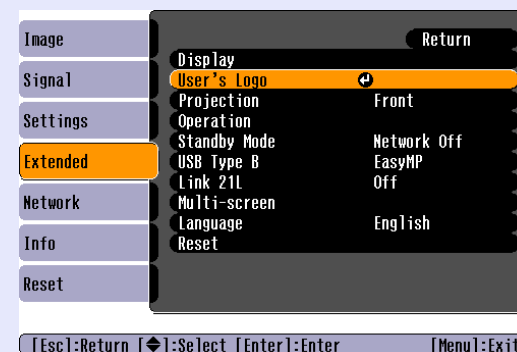 Image
Signal
Settings
Extended
Network
Info
Reset
Return
Display
User's Logo
Projection Front
Operation
Standby Mode Network Off
USB Type B EasyMP
Link 21L Off
Multi-screen
Language English
Reset
[Esc]:Return [◆]:Select [Enter]:Enter [Menu]:Exit